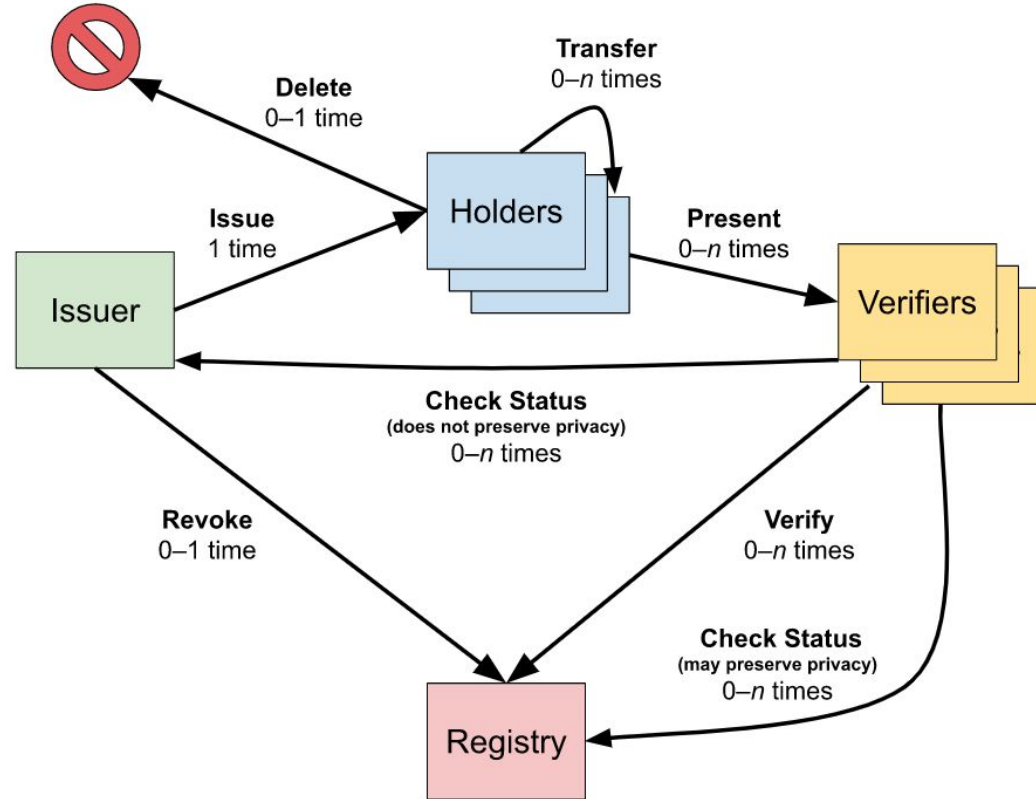 Transfer
0–n times
Delete
0–1 time
Holders
Issue
1 time
Present
0–n times
Issuer
Verifiers
Check Status
(does not preserve privacy)
0–n times
Revoke
0–1 time
Verify
0–n times
Check Status
(may preserve privacy)
0–n times
Registry